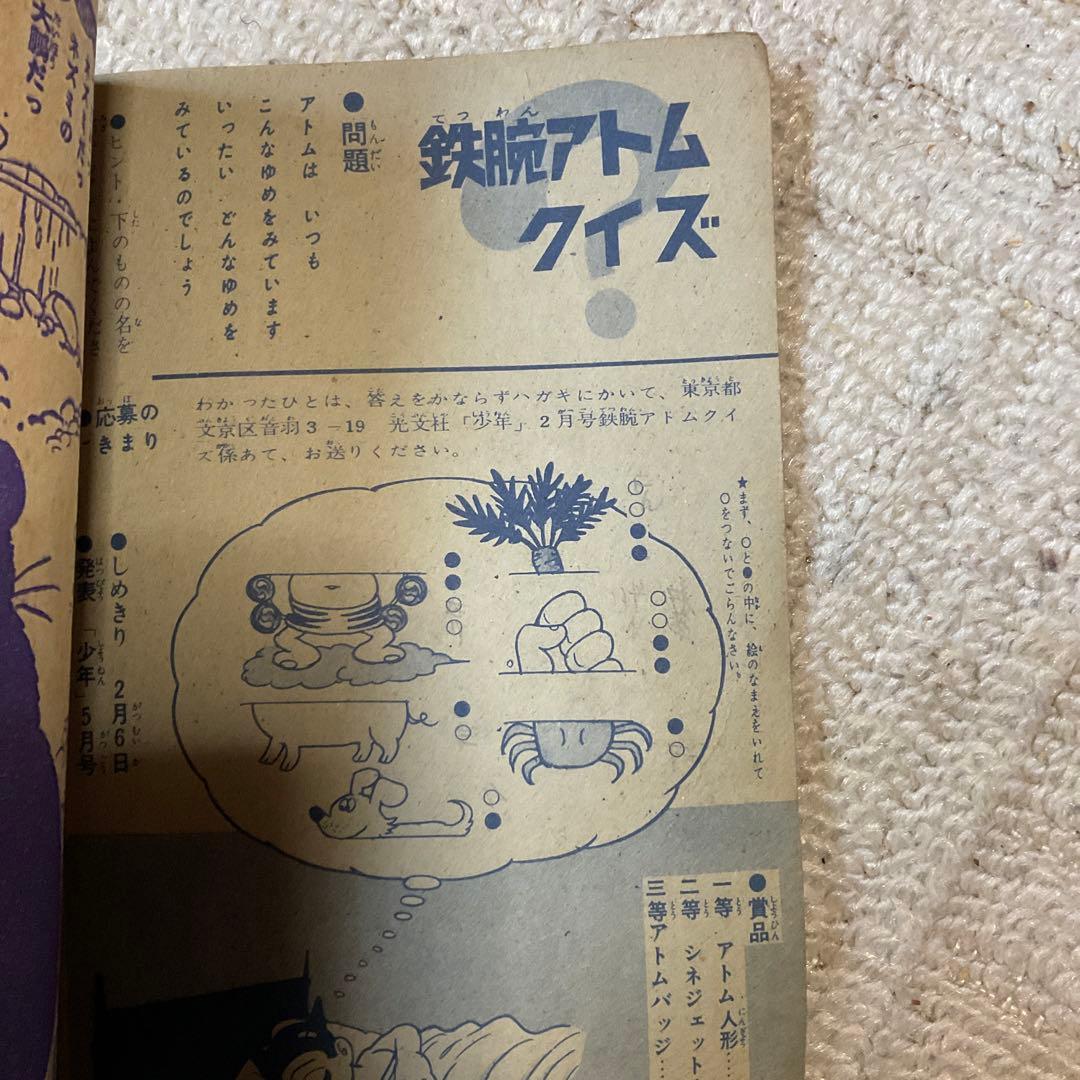 鉄腕アトム
クイズ
●問題
アトムは いつも
こんなゆめをみています
いったい どんなゆめを
みているのでしょう
●ヒント・下のものの名を
●応募の
きまり
わかったひとは、答えをかならずハガキにかいて、東京都
文京区音羽3-19 光文社「少年」2月号鉄腕アトムクイ
ズ係あて、お送りください。
★まず、○と●の中に、絵のなまえをいれて
○をつないでごらんなさい。
●しめきり 2月6日
●発表 「少年」5月号
●賞品
一等 アトム人形…
二等 シネジェット
三等 アトムバッジ…